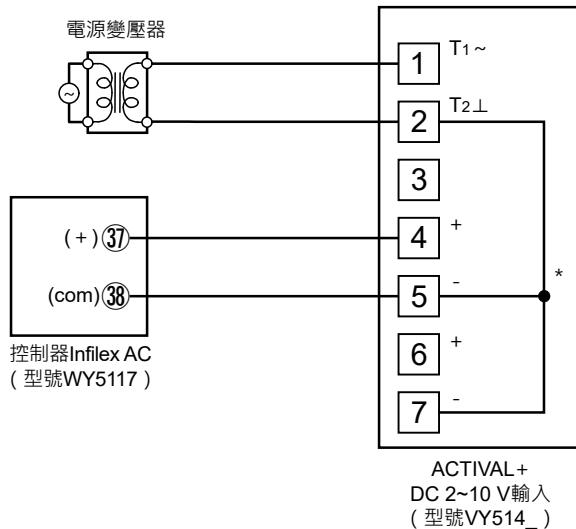 電源變壓器
~
1 T1~
2 T2⊥
3
4 +
5 -
*
6 +
7 -
(+) 37
(com) 38
控制器Infilex AC
(型號WY5117)
ACTIVAL+
DC 2~10 V輸入
(型號VY514_)